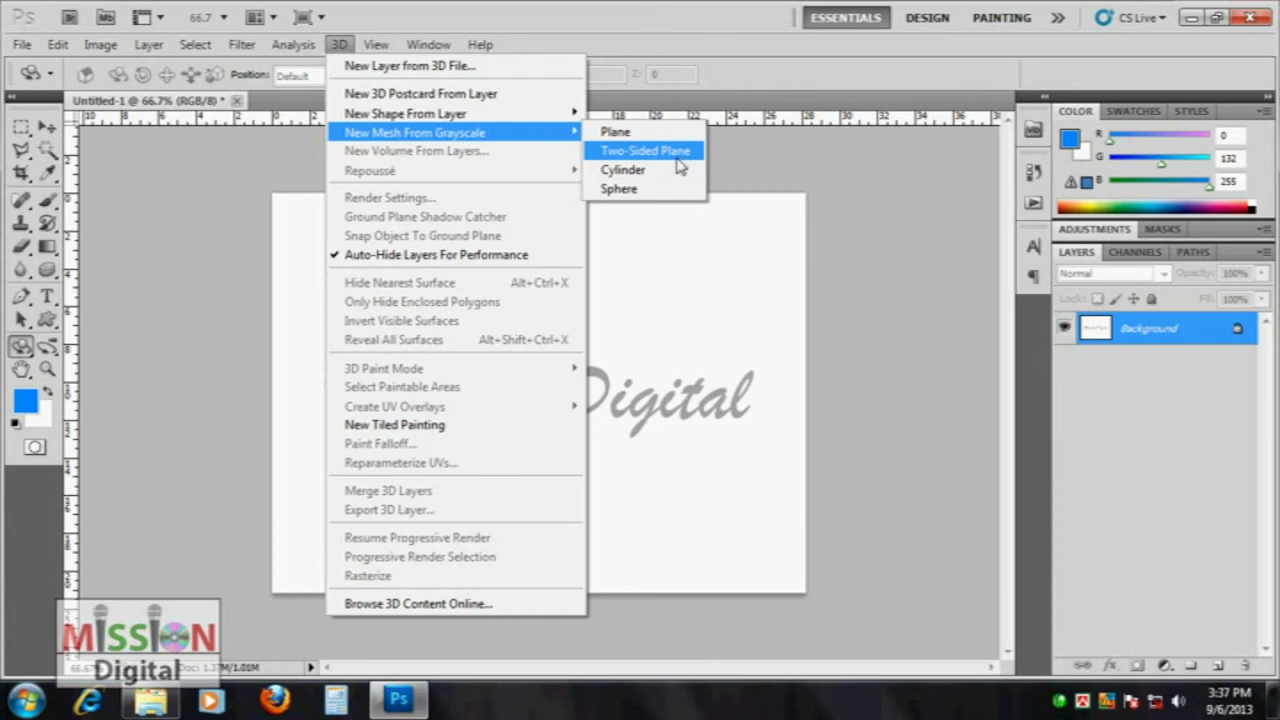 Ps Br Mb 66.7 ESSENTIALS DESIGN PAINTING CS Live
File Edit Image Layer Select Filter Analysis 3D View Window Help
Position: Default Z: 0
Untitled-1 @ 66.7% (RGB/8) *
New Layer from 3D File...
New 3D Postcard From Layer
New Shape From Layer
New Mesh From Grayscale
New Volume From Layers...
Repoussé
Render Settings...
Ground Plane Shadow Catcher
Snap Object To Ground Plane
Auto-Hide Layers For Performance
Hide Nearest Surface Alt+Ctrl+X
Only Hide Enclosed Polygons
Invert Visible Surfaces
Reveal All Surfaces Alt+Shift+Ctrl+X
3D Paint Mode
Select Paintable Areas
Create UV Overlays
New Tiled Painting
Paint Falloff...
Reparameterize UVs...
Merge 3D Layers
Export 3D Layer...
Resume Progressive Render
Progressive Render Selection
Rasterize
Browse 3D Content Online...
Plane
Two-Sided Plane
Cylinder
Sphere
Digital
COLOR SWATCHES STYLES
R 0
G 132
B 255
ADJUSTMENTS MASKS
LAYERS CHANNELS PATHS
Normal Opacity: 100%
Lock: Fill: 100%
Background
MISSION
Digital
66.67% Doc: 1.37M/1.01M
Ps
3:37 PM
9/6/2013